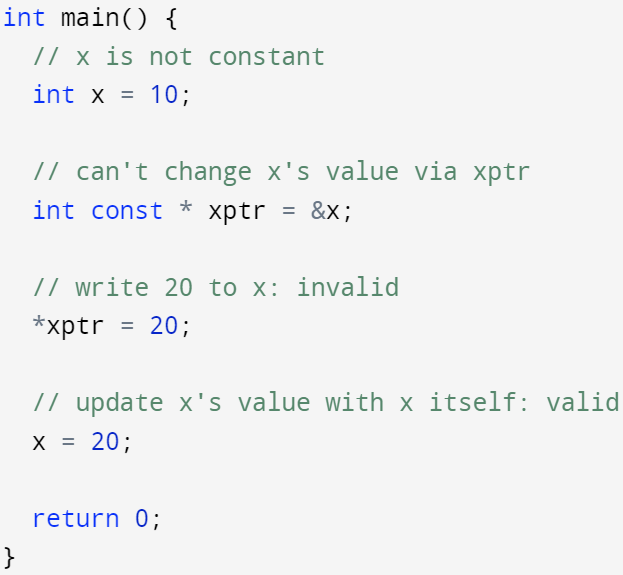 int main() {
  // x is not constant
  int x = 10;

  // can't change x's value via xptr
  int const * xptr = &x;

  // write 20 to x: invalid
  *xptr = 20;

  // update x's value with x itself: valid
  x = 20;

  return 0;
}